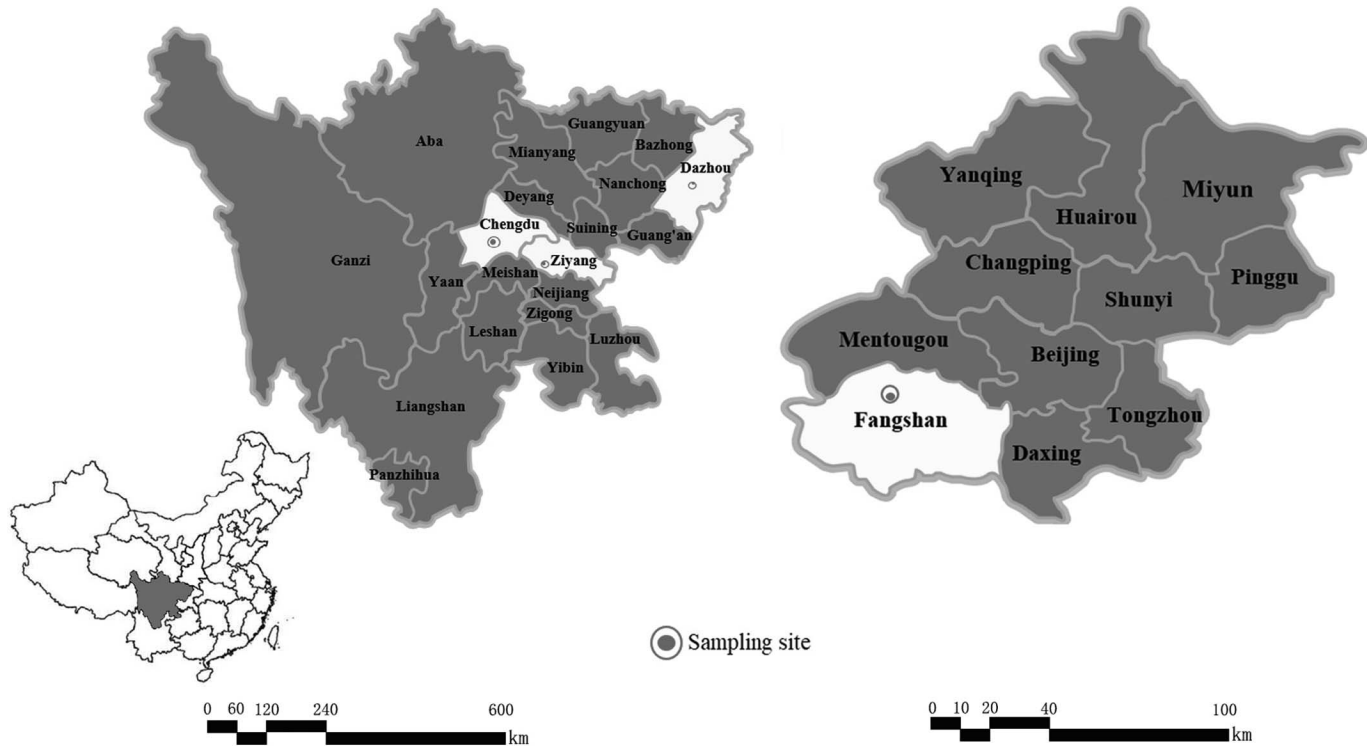 Aba
Guangyuan
Mianyang
Bazhong
Dazhou
Nanchong
Deyang
Chengdu
Suining
Guang'an
Ganzi
Yaan
Meishan
Ziyang
Neijiang
Zigong
Leshan
Luzhou
Yibin
Liangshan
Panzhihua
Yanqing
Miyun
Huairou
Changping
Pinggu
Shunyi
Mentougou
Beijing
Fangshan
Tongzhou
Daxing
Sampling site
0 60 120 240 600
km
0 10 20 40 100
km